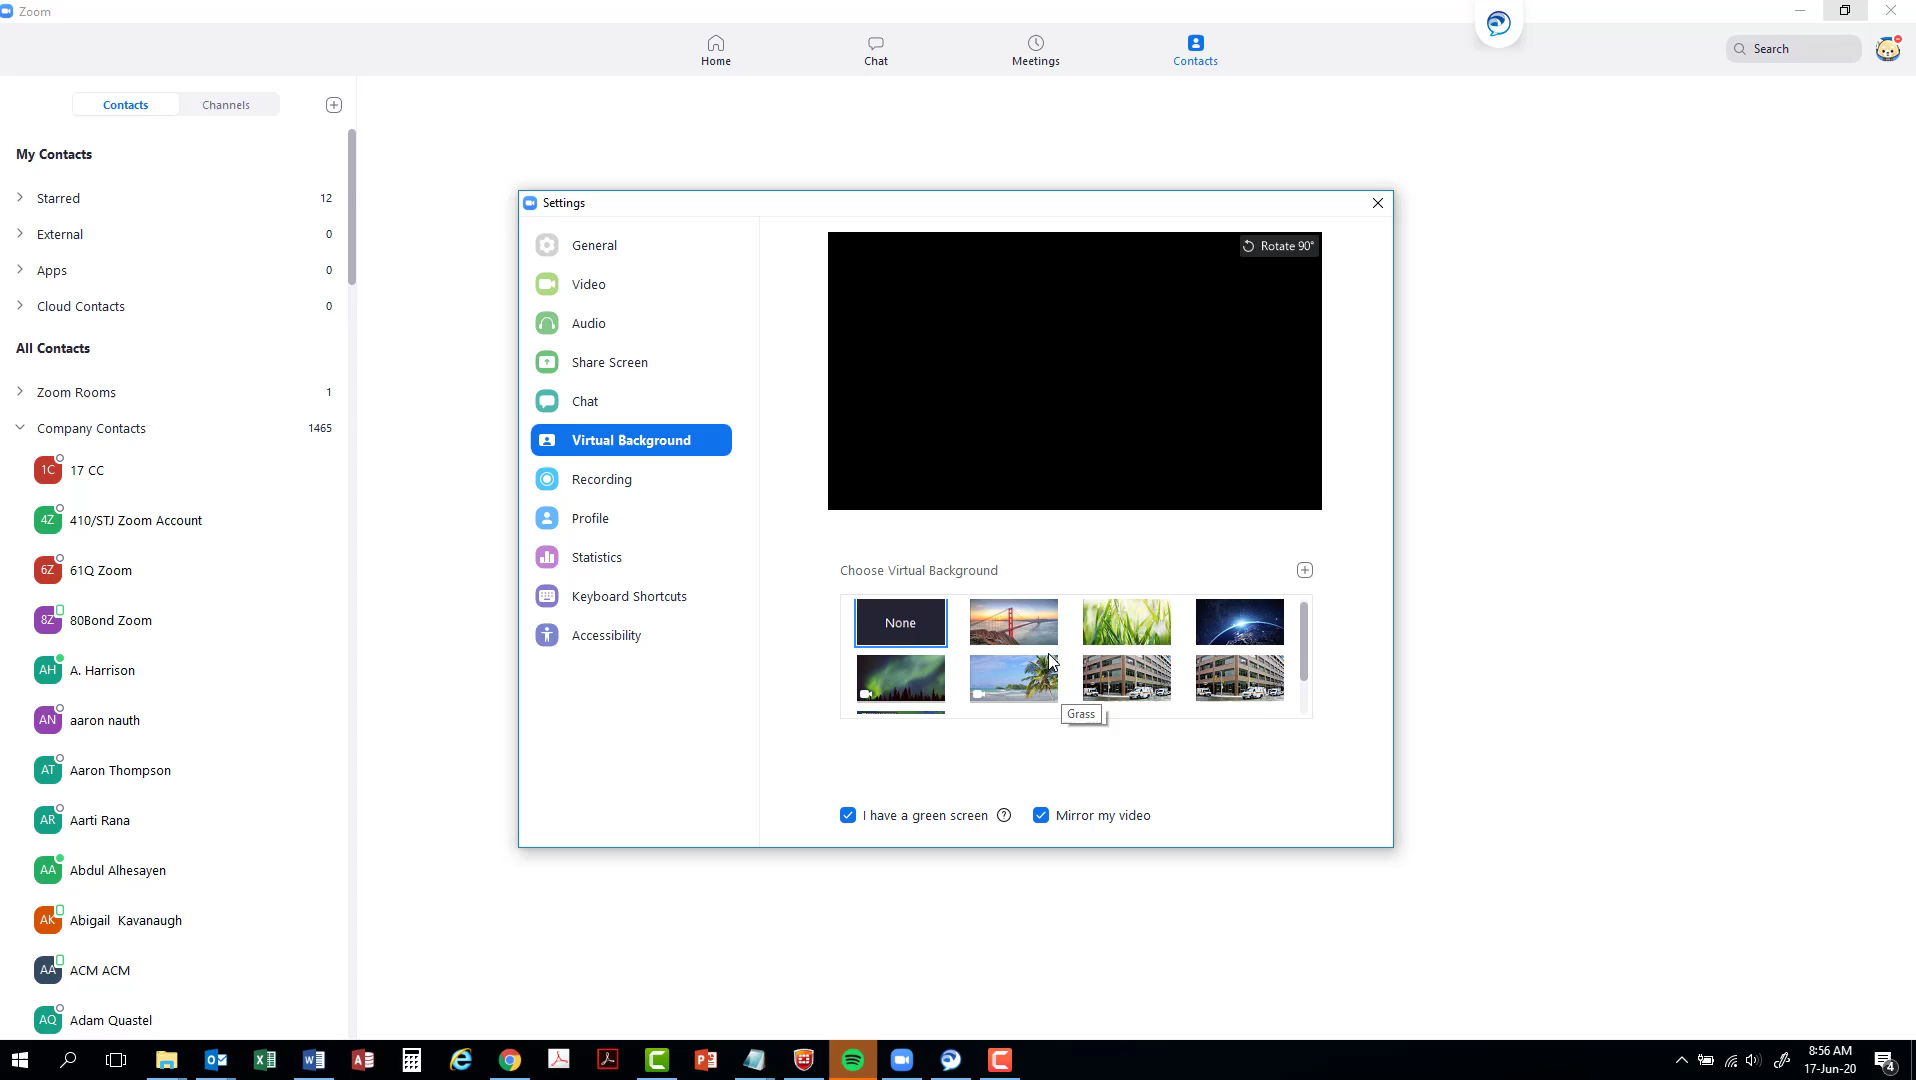 Zoom
Home
Chat
Meetings
Contacts
Search
Contacts
Channels
My Contacts
Starred 12
External 0
Apps 0
Cloud Contacts 0
All Contacts
Zoom Rooms 1
Company Contacts 1465
1C 17 CC
4Z 410/STJ Zoom Account
6Z 61Q Zoom
8Z 80Bond Zoom
AH A. Harrison
AN aaron nauth
AT Aaron Thompson
AR Aarti Rana
AA Abdul Alhesayen
AK Abigail Kavanaugh
AA ACM ACM
AQ Adam Quastel
Settings
General
Video
Audio
Share Screen
Chat
Virtual Background
Recording
Profile
Statistics
Keyboard Shortcuts
Accessibility
Rotate 90°
Choose Virtual Background
None
Grass
I have a green screen
Mirror my video
8:56 AM
17-Jun-20
4